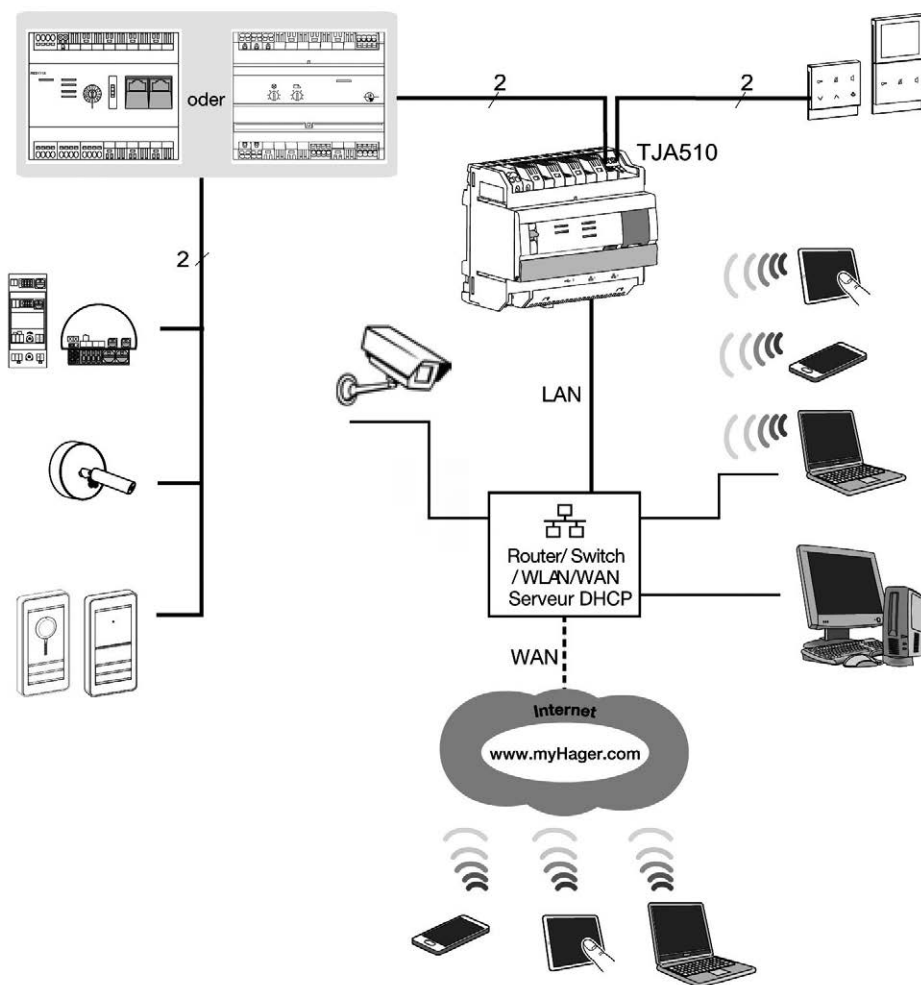 oder
2
2
TJA510
2
LAN
Router/ Switch
/ WLAN/WAN
Serveur DHCP
WAN
Internet
www.myHager.com